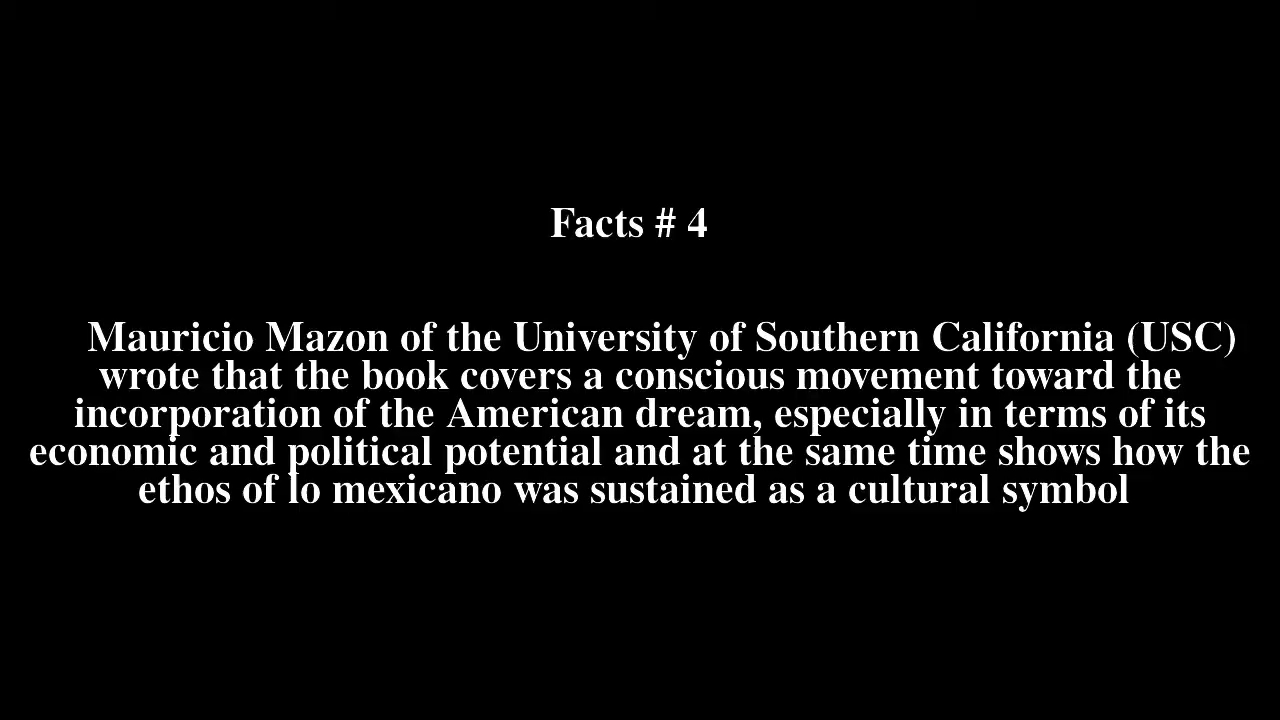 Facts # 4
Mauricio Mazon of the University of Southern California (USC)
wrote that the book covers a conscious movement toward the
incorporation of the American dream, especially in terms of its
economic and political potential and at the same time shows how the
ethos of lo mexicano was sustained as a cultural symbol